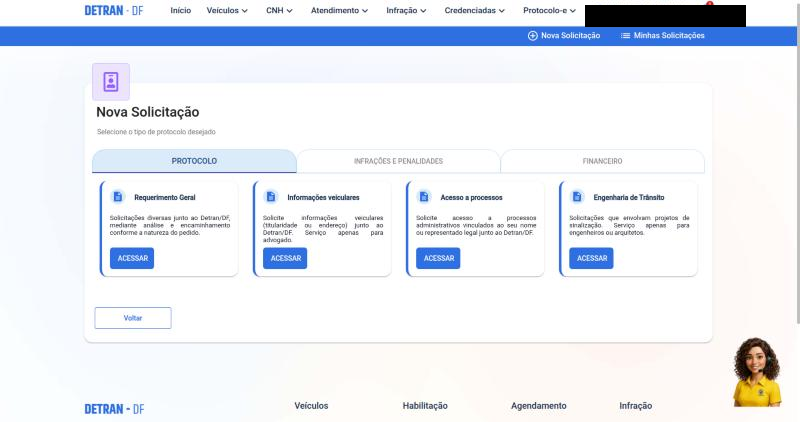 DETRAN - DF Início Veículos CNH Atendimento Infração Credenciadas Protocolo-e
Nova Solicitação Minhas Solicitações
Nova Solicitação
Selecione o tipo de protocolo desejado
PROTOCOLO INFRAÇÕES E PENALIDADES FINANCEIRO
Requerimento Geral
Solicitações diversas junto ao Detran/DF,
mediante análise e encaminhamento
conforme a natureza do pedido.
ACESSAR
Informações veiculares
Solicite informações veiculares
(titularidade ou endereço) junto ao
Detran/DF. Serviço apenas para
advogado.
ACESSAR
Acesso a processos
Solicite acesso a processos
administrativos vinculados ao seu nome
ou representado legal junto ao Detran/DF.
ACESSAR
Engenharia de Trânsito
Solicitações que envolvam projetos de
sinalização. Serviço apenas para
engenheiros ou arquitetos.
ACESSAR
Voltar
DETRAN - DF Veículos Habilitação Agendamento Infração